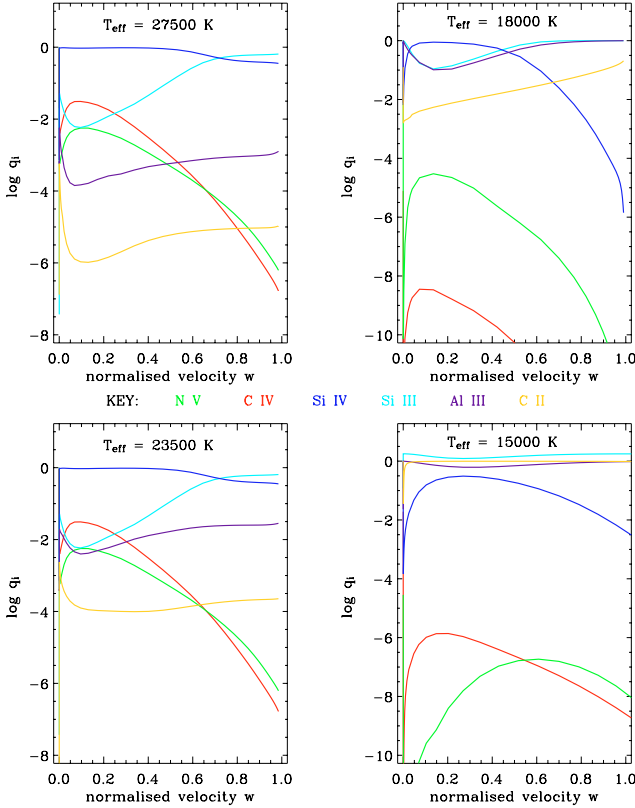 T_eff = 27500 K
0
-2
-4
-6
-8
log q_i
0.0 0.2 0.4 0.6 0.8 1.0
normalised velocity w
T_eff = 18000 K
0
-2
-4
-6
-8
-10
log q_i
0.0 0.2 0.4 0.6 0.8 1.0
normalised velocity w
KEY: N V C IV Si IV Si III Al III C II
T_eff = 23500 K
0
-2
-4
-6
-8
log q_i
0.0 0.2 0.4 0.6 0.8 1.0
normalised velocity w
T_eff = 15000 K
0
-2
-4
-6
-8
-10
log q_i
0.0 0.2 0.4 0.6 0.8 1.0
normalised velocity w